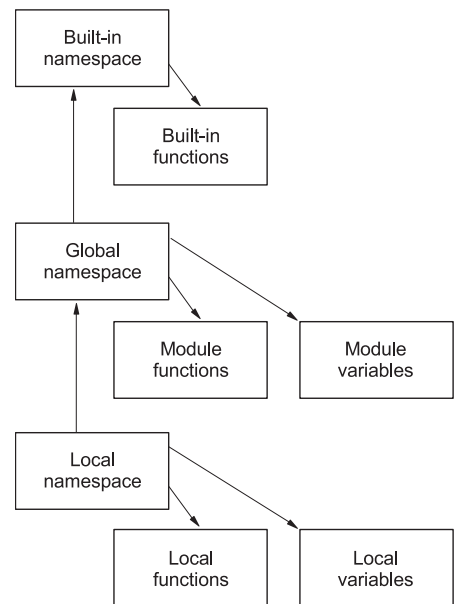 Built-in
namespace
Built-in
functions
Global
namespace
Module
functions
Module
variables
Local
namespace
Local
functions
Local
variables